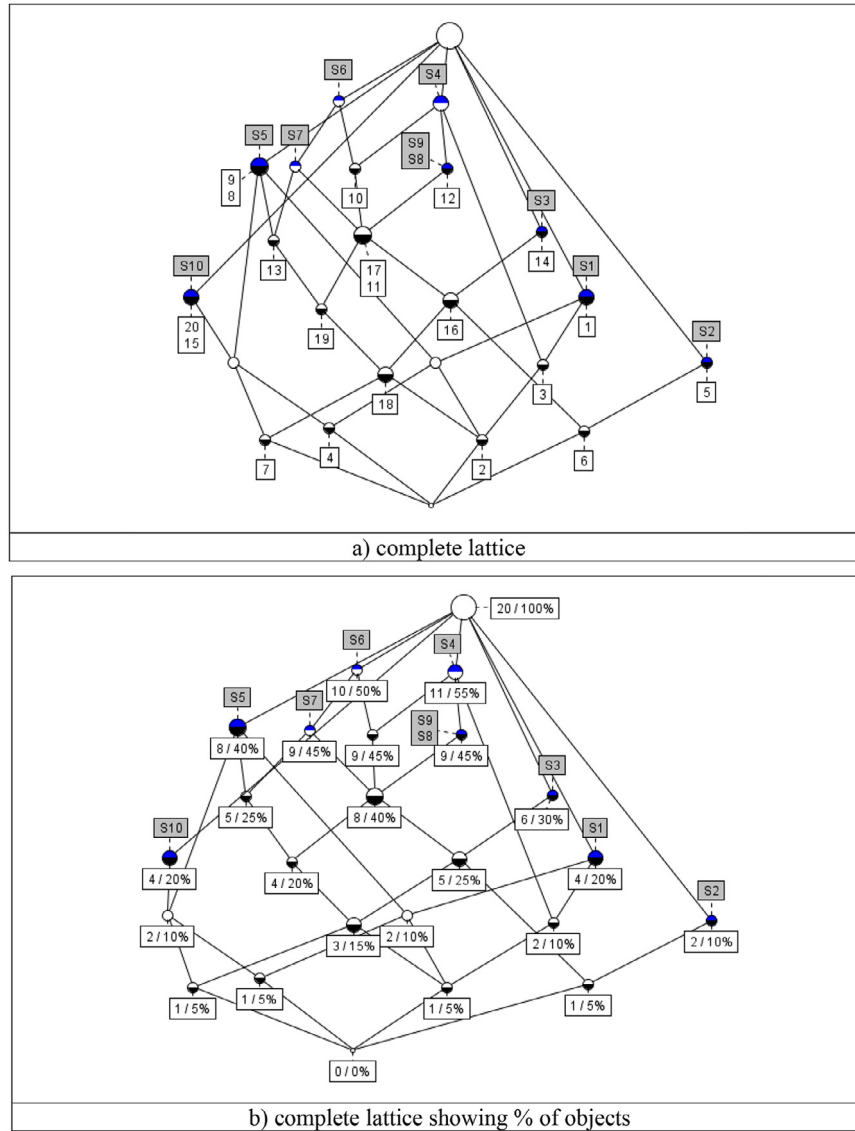 S6
S4
S5
S7
S9
S8
9
8
10
12
S3
13
17
11
14
S10
S1
20
15
19
16
1
S2
18
3
5
7
4
2
6
a) complete lattice
20 / 100%
S6
S4
10 / 50%
11 / 55%
S5
S7
S9
S8
8 / 40%
9 / 45%
9 / 45%
9 / 45%
S3
5 / 25%
8 / 40%
6 / 30%
S10
S1
4 / 20%
4 / 20%
5 / 25%
4 / 20%
S2
2 / 10%
3 / 15%
2 / 10%
2 / 10%
2 / 10%
1 / 5%
1 / 5%
1 / 5%
1 / 5%
0 / 0%
b) complete lattice showing % of objects